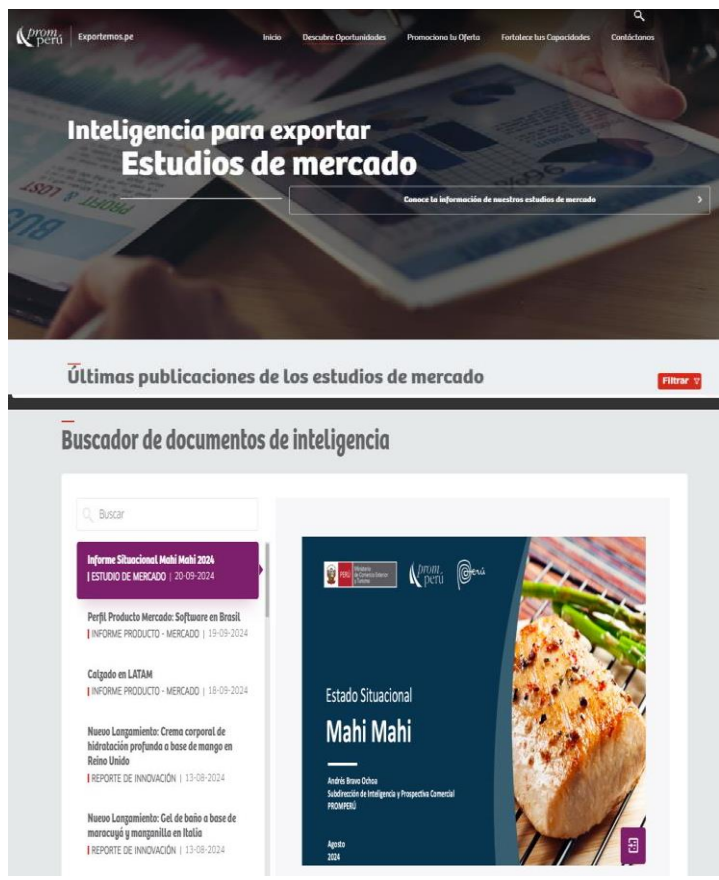 prom.
perú
Exportemos.pe
Inicio
Descubre Oportunidades
Promociona tu Oferta
Fortalece tus Capacidades
Contáctanos
Inteligencia para exportar
Estudios de mercado
Conoce la información de nuestros estudios de mercado
PROFIT & LOST
BUS
Últimas publicaciones de los estudios de mercado
Filtrar
Buscador de documentos de inteligencia
Buscar
Informe Situacional Mahi Mahi 2024
| ESTUDIO DE MERCADO | 20-09-2024
Perfil Producto Mercado: Software en Brasil
| INFORME PRODUCTO - MERCADO | 19-09-2024
Calzado en LATAM
| INFORME PRODUCTO - MERCADO | 18-09-2024
Nuevo Lanzamiento: Crema corporal de
hidratación profunda a base de mango en
Reino Unido
| REPORTE DE INNOVACIÓN | 13-08-2024
Nuevo Lanzamiento: Gel de baño a base de
maracuyá y manzanilla en Italia
| REPORTE DE INNOVACIÓN | 13-08-2024
PERÚ
Ministerio
de Comercio Exterior
y Turismo
prom.
perú
Perú
Estado Situacional
Mahi Mahi
Andrés Bravo Ochoa
Subdirección de Inteligencia y Prospectiva Comercial
PROMPERÚ
Agosto
2024